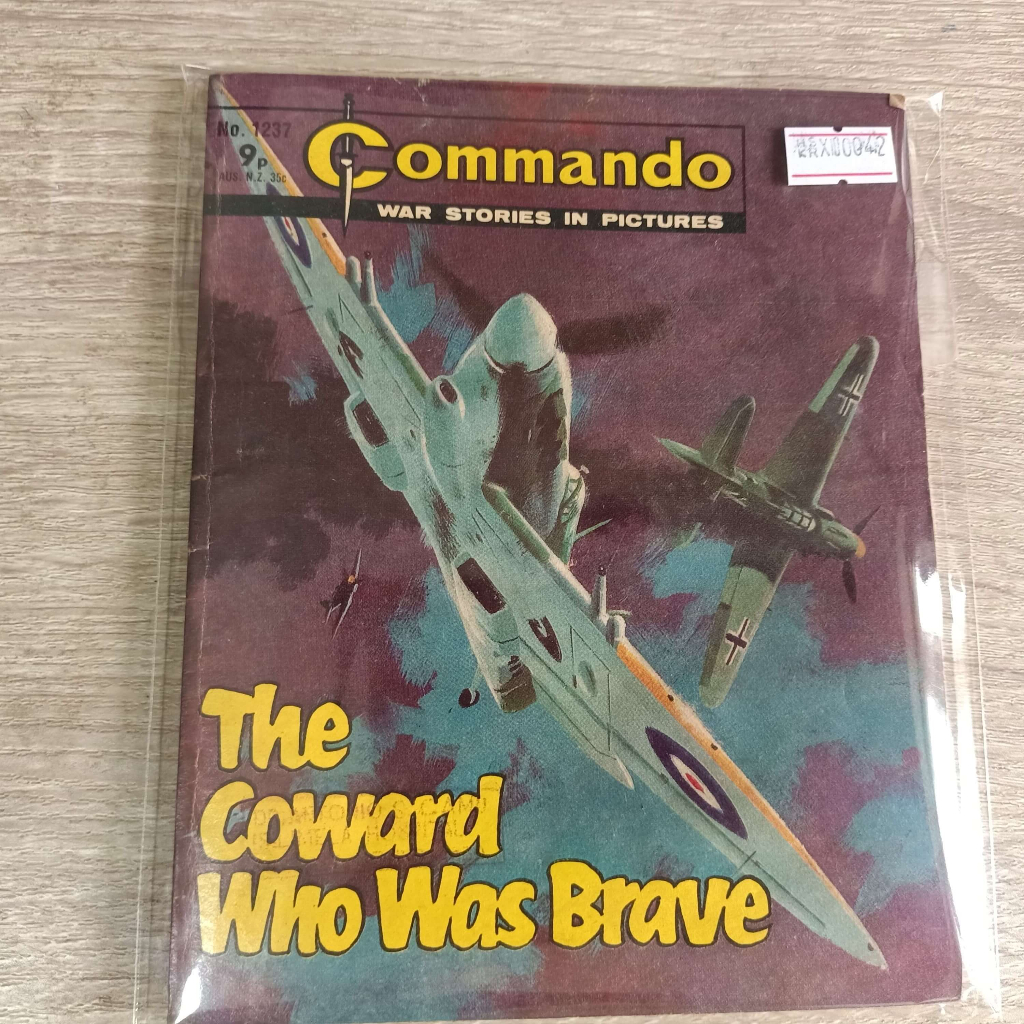 No. 1237
9P
AUS. N.Z. 35c
Commando
WAR STORIES IN PICTURES
The
Coward
Who Was Brave